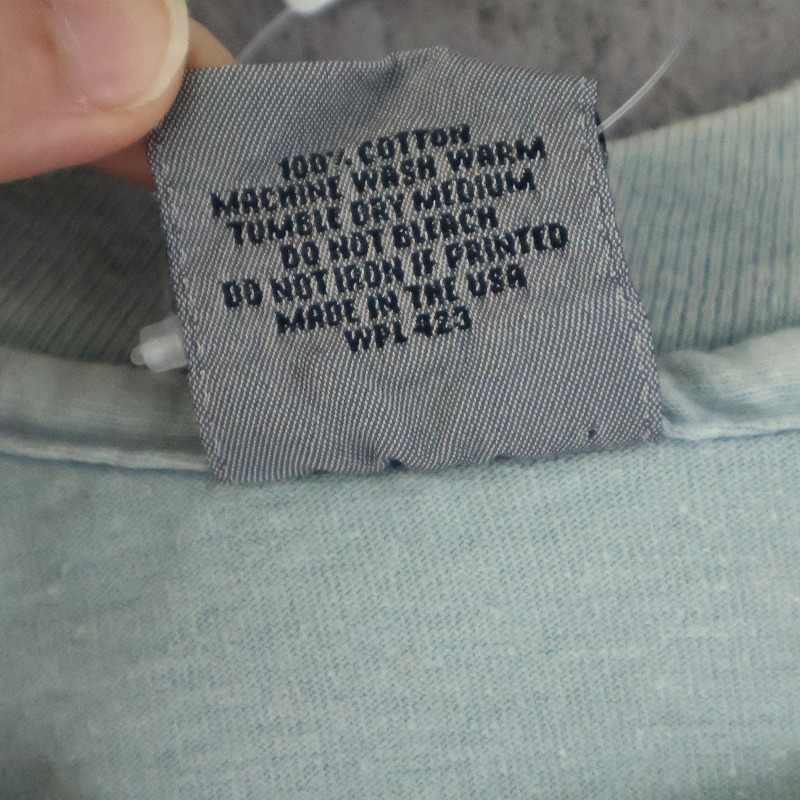 100% COTTON
MACHINE WASH WARM
TUMBLE DRY MEDIUM
DO NOT BLEACH
DO NOT IRON IF PRINTED
MADE IN THE USA
WPL 423